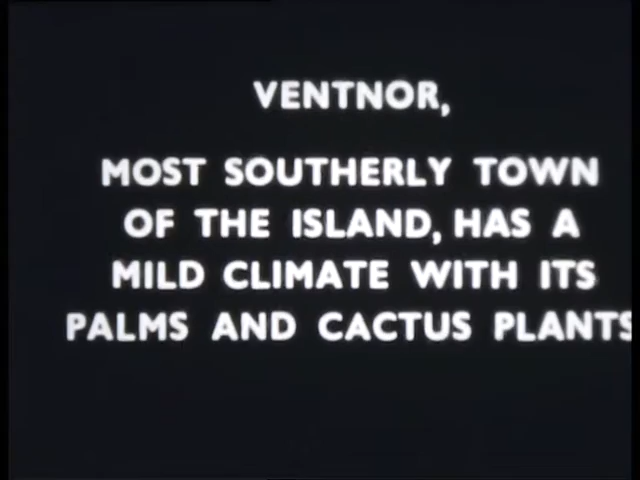 VENTNOR,
MOST SOUTHERLY TOWN
OF THE ISLAND, HAS A
MILD CLIMATE WITH ITS
PALMS AND CACTUS PLANTS